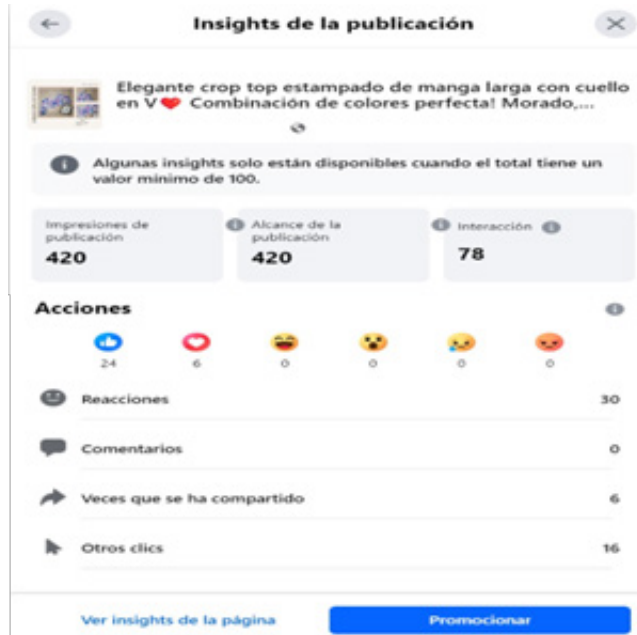 Insights de la publicación
Elegante crop top estampado de manga larga con cuello
en V❤️ Combinación de colores perfecta! Morado,...
Algunas insights solo están disponibles cuando el total tiene un
valor mínimo de 100.
Impresiones de
publicación
420
Alcance de la
publicación
420
Interacción
78
Acciones
24
6
0
0
0
0
Reacciones 30
Comentarios 0
Veces que se ha compartido 6
Otros clics 16
Ver insights de la página
Promocionar